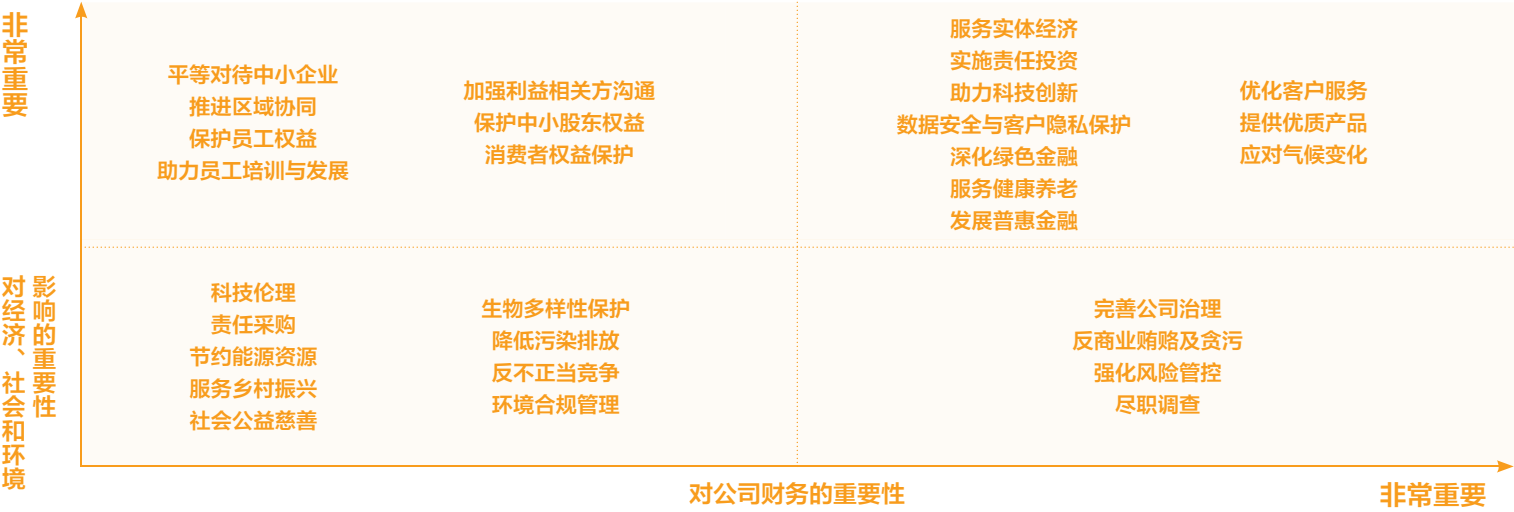 非常重要
对经济、社会和环境
影响的重要性
平等对待中小企业
推进区域协同
保护员工权益
助力员工培训与发展
加强利益相关方沟通
保护中小股东权益
消费者权益保护
服务实体经济
实施责任投资
助力科技创新
数据安全与客户隐私保护
深化绿色金融
服务健康养老
发展普惠金融
优化客户服务
提供优质产品
应对气候变化
科技伦理
责任采购
节约能源资源
服务乡村振兴
社会公益慈善
生物多样性保护
降低污染排放
反不正当竞争
环境合规管理
完善公司治理
反商业贿赂及贪污
强化风险管控
尽职调查
对公司财务的重要性
非常重要